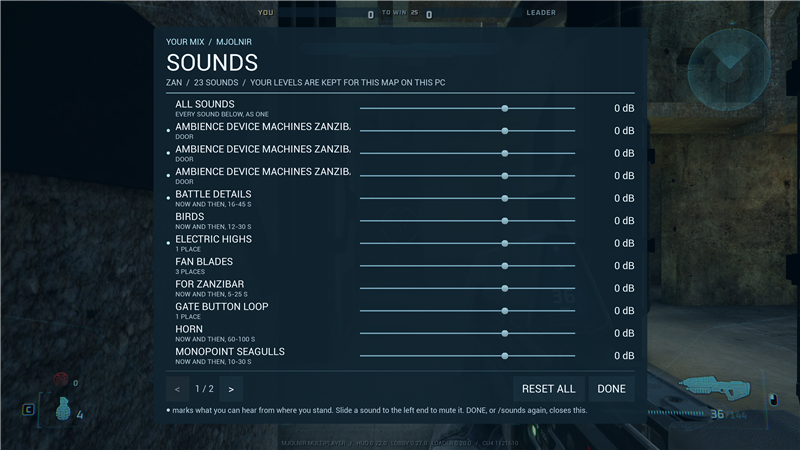 YOU 0 TO WIN 25 0 LEADER
YOUR MIX / MJOLNIR
SOUNDS
ZAN / 23 SOUNDS / YOUR LEVELS ARE KEPT FOR THIS MAP ON THIS PC
ALL SOUNDS 0 dB
EVERY SOUND BELOW, AS ONE
AMBIENCE DEVICE MACHINES ZANZIB 0 dB
DOOR
AMBIENCE DEVICE MACHINES ZANZIB 0 dB
DOOR
AMBIENCE DEVICE MACHINES ZANZIB 0 dB
DOOR
BATTLE DETAILS 0 dB
NOW AND THEN, 16-45 S
BIRDS 0 dB
NOW AND THEN, 12-30 S
ELECTRIC HIGHS 0 dB
1 PLACE
FAN BLADES 0 dB
3 PLACES
FOR ZANZIBAR 0 dB
NOW AND THEN, 5-25 S
GATE BUTTON LOOP 0 dB
1 PLACE
HORN 0 dB
NOW AND THEN, 60-100 S
MONOPOINT SEAGULLS 0 dB
NOW AND THEN, 10-30 S
< 1 / 2 > RESET ALL DONE
• marks what you can hear from where you stand. Slide a sound to the left end to mute it. DONE, or /sounds again, closes this.
0
C 4
36 144
MJOLNIR MULTIPLAYER